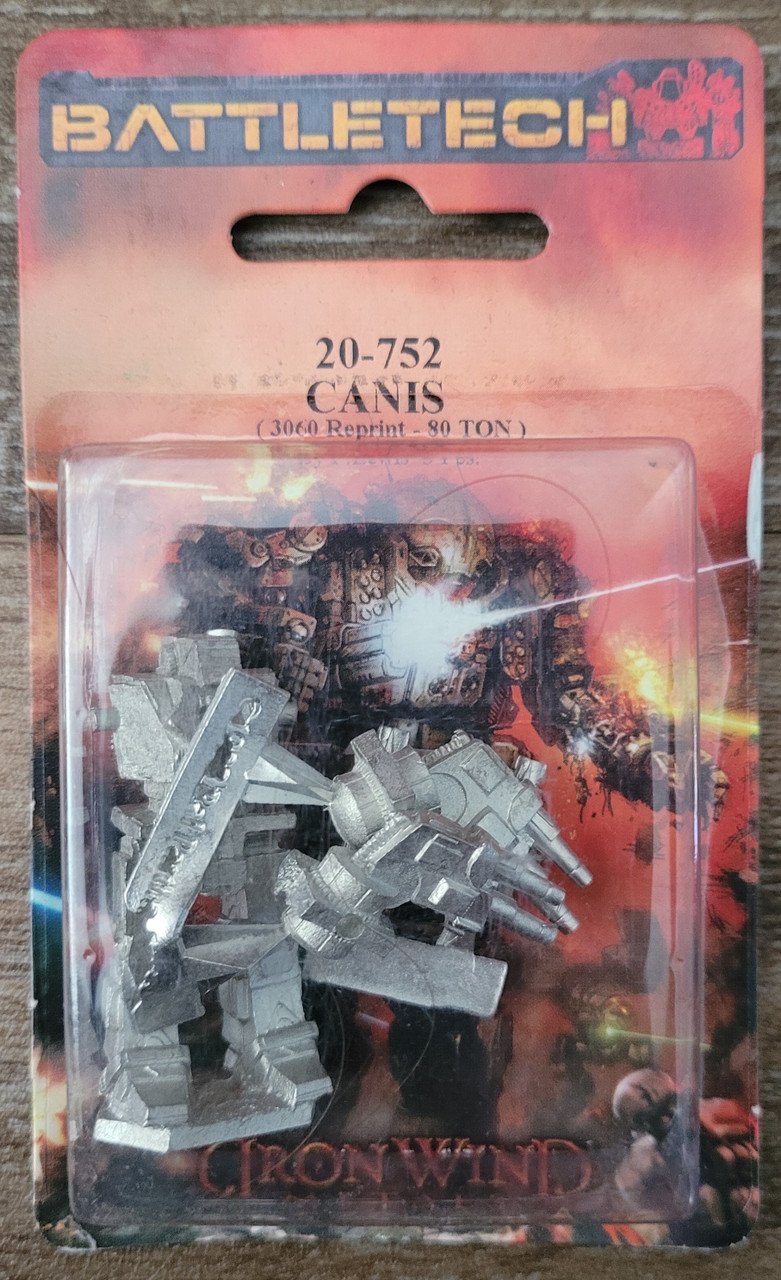 BATTLETECH
20-752
CANIS
( 3060 Reprint - 80 TON )
IRON WIND